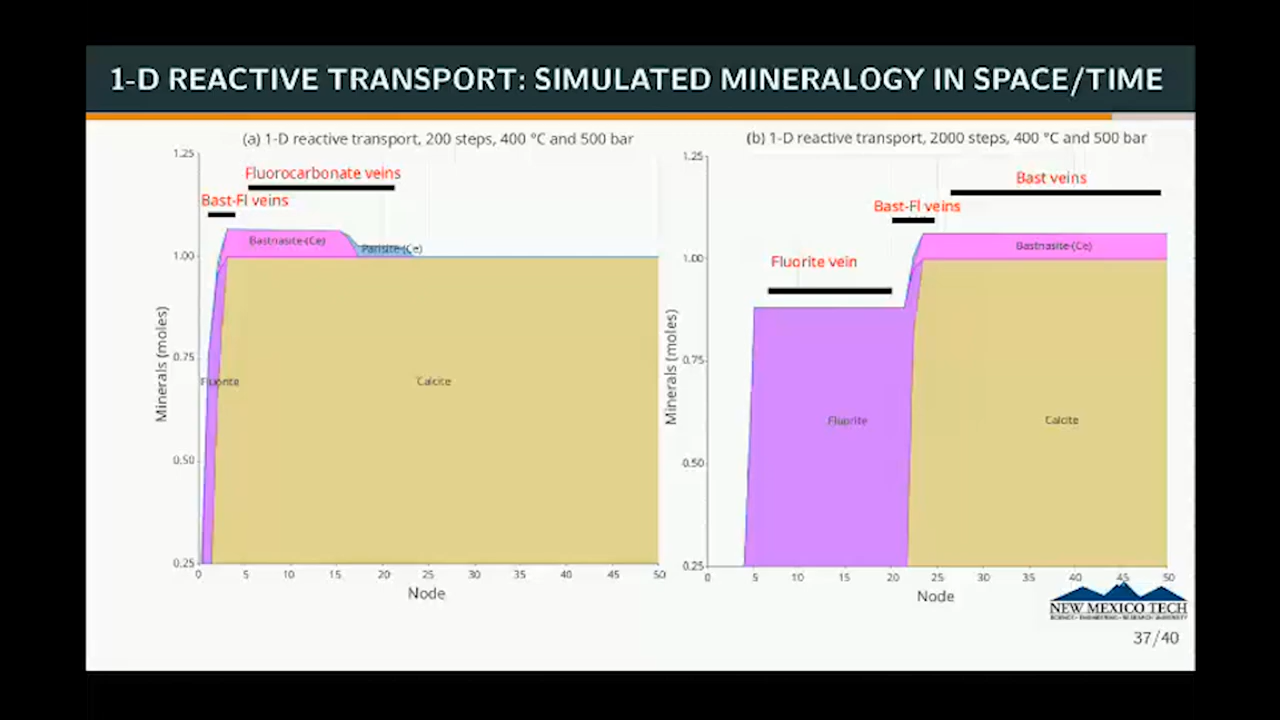 1-D REACTIVE TRANSPORT: SIMULATED MINERALOGY IN SPACE/TIME
(a) 1-D reactive transport, 200 steps, 400 °C and 500 bar
1.25
Fluorocarbonate veins
Bast-Fl veins
Bastnasite-(Ce)
Parisite-(Ce)
1.00
0.75
Fluorite
Calcite
0.50
0.25
Minerals (moles)
0 5 10 15 20 25 30 35 40 45 50
Node
(b) 1-D reactive transport, 2000 steps, 400 °C and 500 bar
1.25
Bast veins
Bast-Fl veins
Bastnasite-(Ce)
Fluorite vein
1.00
0.75
Fluorite
Calcite
0.50
0.25
Minerals (moles)
0 5 10 15 20 25 30 35 40 45 50
Node
NEW MEXICO TECH
SCIENCE • ENGINEERING • RESEARCH UNIVERSITY
37/40